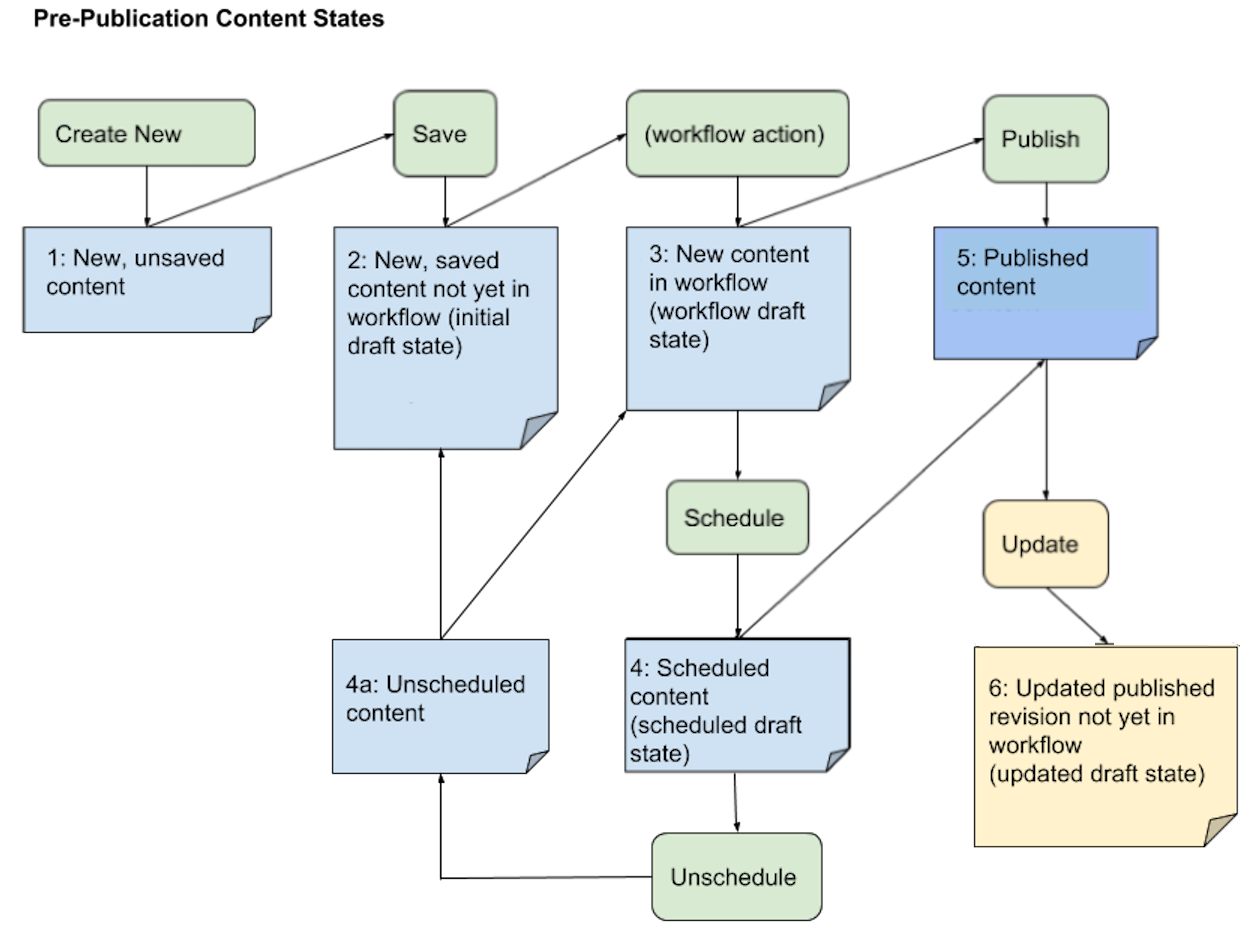 Pre-Publication Content States
Create New
Save
(workflow action)
Publish
1: New, unsaved
content
2: New, saved
content not yet in
workflow (initial
draft state)
3: New content
in workflow
(workflow draft
state)
5: Published
content
Schedule
Update
4a: Unscheduled
content
4: Scheduled
content
(scheduled draft
state)
6: Updated published
revision not yet in
workflow
(updated draft state)
Unschedule